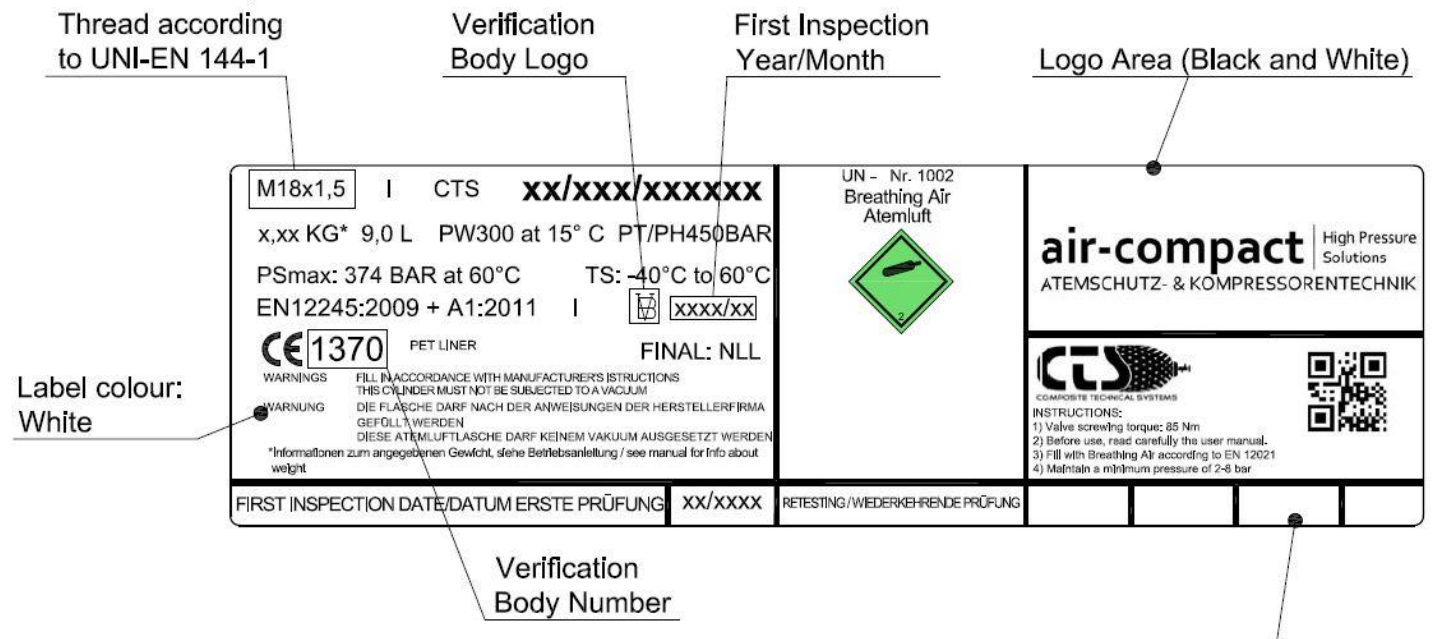 Thread according
to UNI-EN 144-1
Verification
Body Logo
First Inspection
Year/Month
Logo Area (Black and White)
M18x1,5 I CTS xx/xxx/xxxxxx
x,xx KG* 9,0 L PW300 at 15° C PT/PH450BAR
PSmax: 374 BAR at 60°C TS: -40°C to 60°C
EN12245:2009 + A1:2011 I xxxx/xx
CE 1370 PET LINER FINAL: NLL
WARNINGS FILL IN ACCORDANCE WITH MANUFACTURER'S ISTRUCTIONS
THIS CYLINDER MUST NOT BE SUBJECTED TO A VACUUM
WARNUNG DIE FLASCHE DARF NACH DER ANWEISUNGEN DER HERSTELLERFIRMA
GEFÜLLT WERDEN
DIESE ATEMLUFTLASCHE DARF KEINEM VAKUUM AUSGESETZT WERDEN
*Informationen zum angegebenen Gewicht, siehe Betriebsanleitung / see manual for info about
weight
UN - Nr. 1002
Breathing Air
Atemluft
2
air-compact High Pressure
Solutions
ATEMSCHUTZ- & KOMPRESSORENTECHNIK
CTS
COMPOSITE TECHNICAL SYSTEMS
INSTRUCTIONS:
1) Valve screwing torque: 85 Nm
2) Before use, read carefully the user manual.
3) Fill with Breathing Air according to EN 12021
4) Maintain a minimum pressure of 2-8 bar
FIRST INSPECTION DATE/DATUM ERSTE PRÜFUNG xx/xxxx RETESTING/WIEDERKEHRENDE PRÜFUNG
Label colour:
White
Verification
Body Number